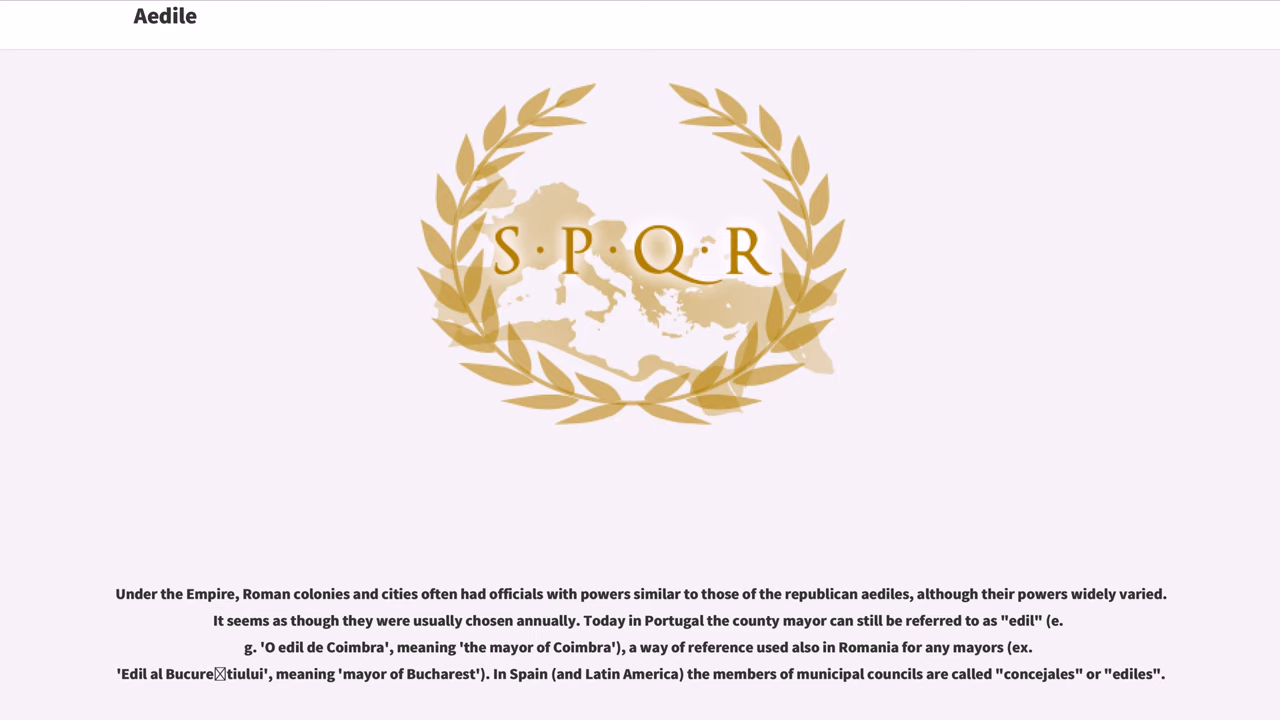 Aedile
S·P·Q·R
Under the Empire, Roman colonies and cities often had officials with powers similar to those of the republican aediles, although their powers widely varied.
It seems as though they were usually chosen annually. Today in Portugal the county mayor can still be referred to as "edil" (e.
g. 'O edil de Coimbra', meaning 'the mayor of Coimbra'), a way of reference used also in Romania for any mayors (ex.
'Edil al Bucure□tiului', meaning 'mayor of Bucharest'). In Spain (and Latin America) the members of municipal councils are called "concejales" or "ediles".